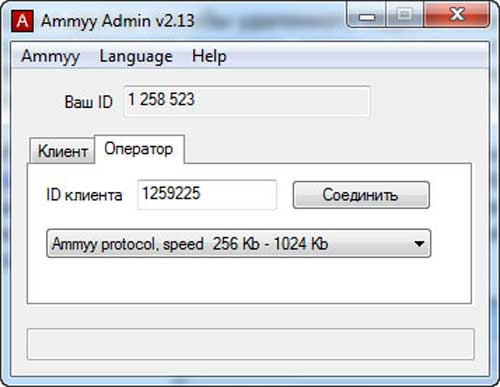 Ammyy Admin v2.13
Ammyy Language Help
Ваш ID 1 258 523
Клиент Оператор
ID клиента 1259225 Соединить
Ammyy protocol, speed 256 Kb - 1024 Kb